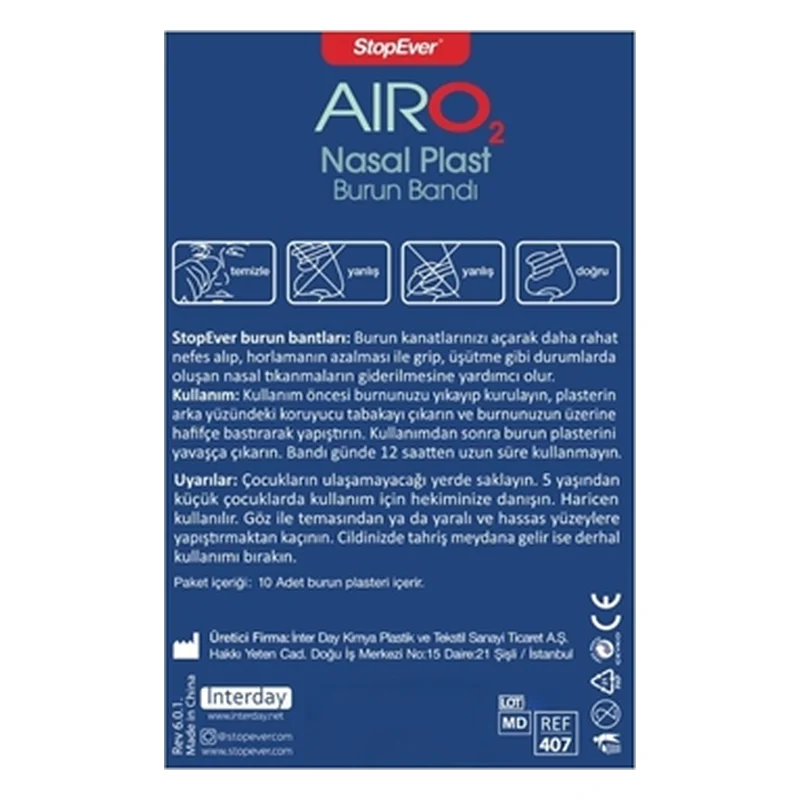 StopEver®
AIRO2
Nasal Plast
Burun Bandı
temizle
yanlış
yanlış
doğru
StopEver burun bantları: Burun kanatlarınızı açarak daha rahat
nefes alıp, horlamanın azalması ile grip, üşütme gibi durumlarda
oluşan nasal tıkanmaların giderilmesine yardımcı olur.
Kullanım: Kullanım öncesi burnunuzu yıkayıp kurulayın, plasterin
arka yüzündeki koruyucu tabakayı çıkarın ve burnunuzun üzerine
hafifçe bastırarak yapıştırın. Kullanımdan sonra burun plasterini
yavaşça çıkarın. Bandı günde 12 saatten uzun süre kullanmayın.
Uyarılar: Çocukların ulaşamayacağı yerde saklayın. 5 yaşından
küçük çocuklarda kullanım için hekiminize danışın. Haricen
kullanılır. Göz ile temasından ya da yaralı ve hassas yüzeylere
yapıştırmaktan kaçının. Cildinizde tahriş meydana gelir ise derhal
kullanımı bırakın.
Paket içeriği: 10 Adet burun plasteri içerir.
Üretici Firma: İnter Day Kimya Plastik ve Tekstil Sanayi Ticaret A.Ş.
Hakkı Yeten Cad. Doğu İş Merkezi No:15 Daire:21 Şişli / İstanbul
Rev 6.0.1.
Made in China
Interday
www.interday.net
@stopevercom
www.stopever.com
LOT
MD
REF
407
CE
ÇEVKO
21
PAP
2